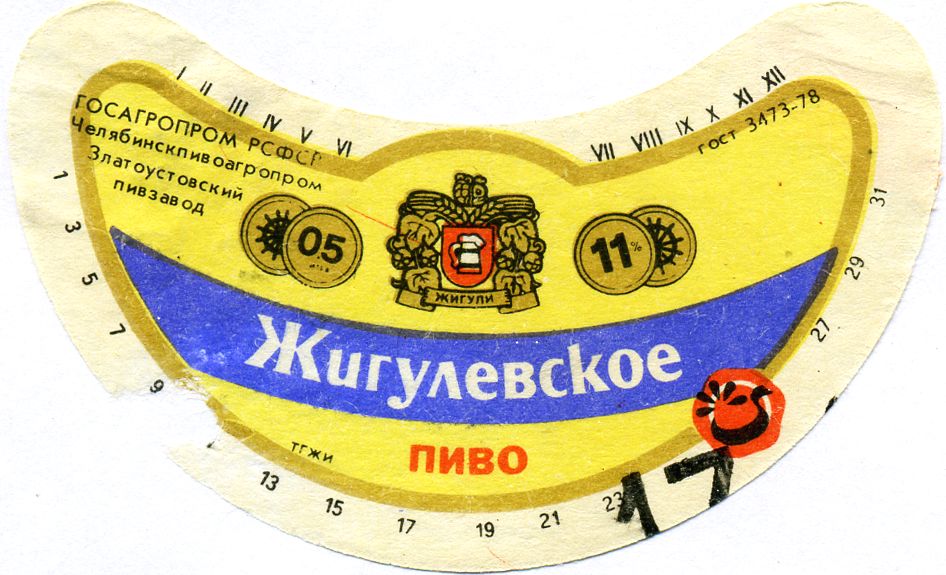 I II III IV V VI VII VIII IX X XI XII
ГОСАГРОПРОМ РСФСР
Челябинскпивоагропром
Златоустовский
пивзавод
ГОСТ 3473-78
05
11%
ЖИГУЛИ
Жигулевское
ПИВО
ТГЖИ
1
3
5
7
9
13
15
17
19
21
23
27
29
31
17